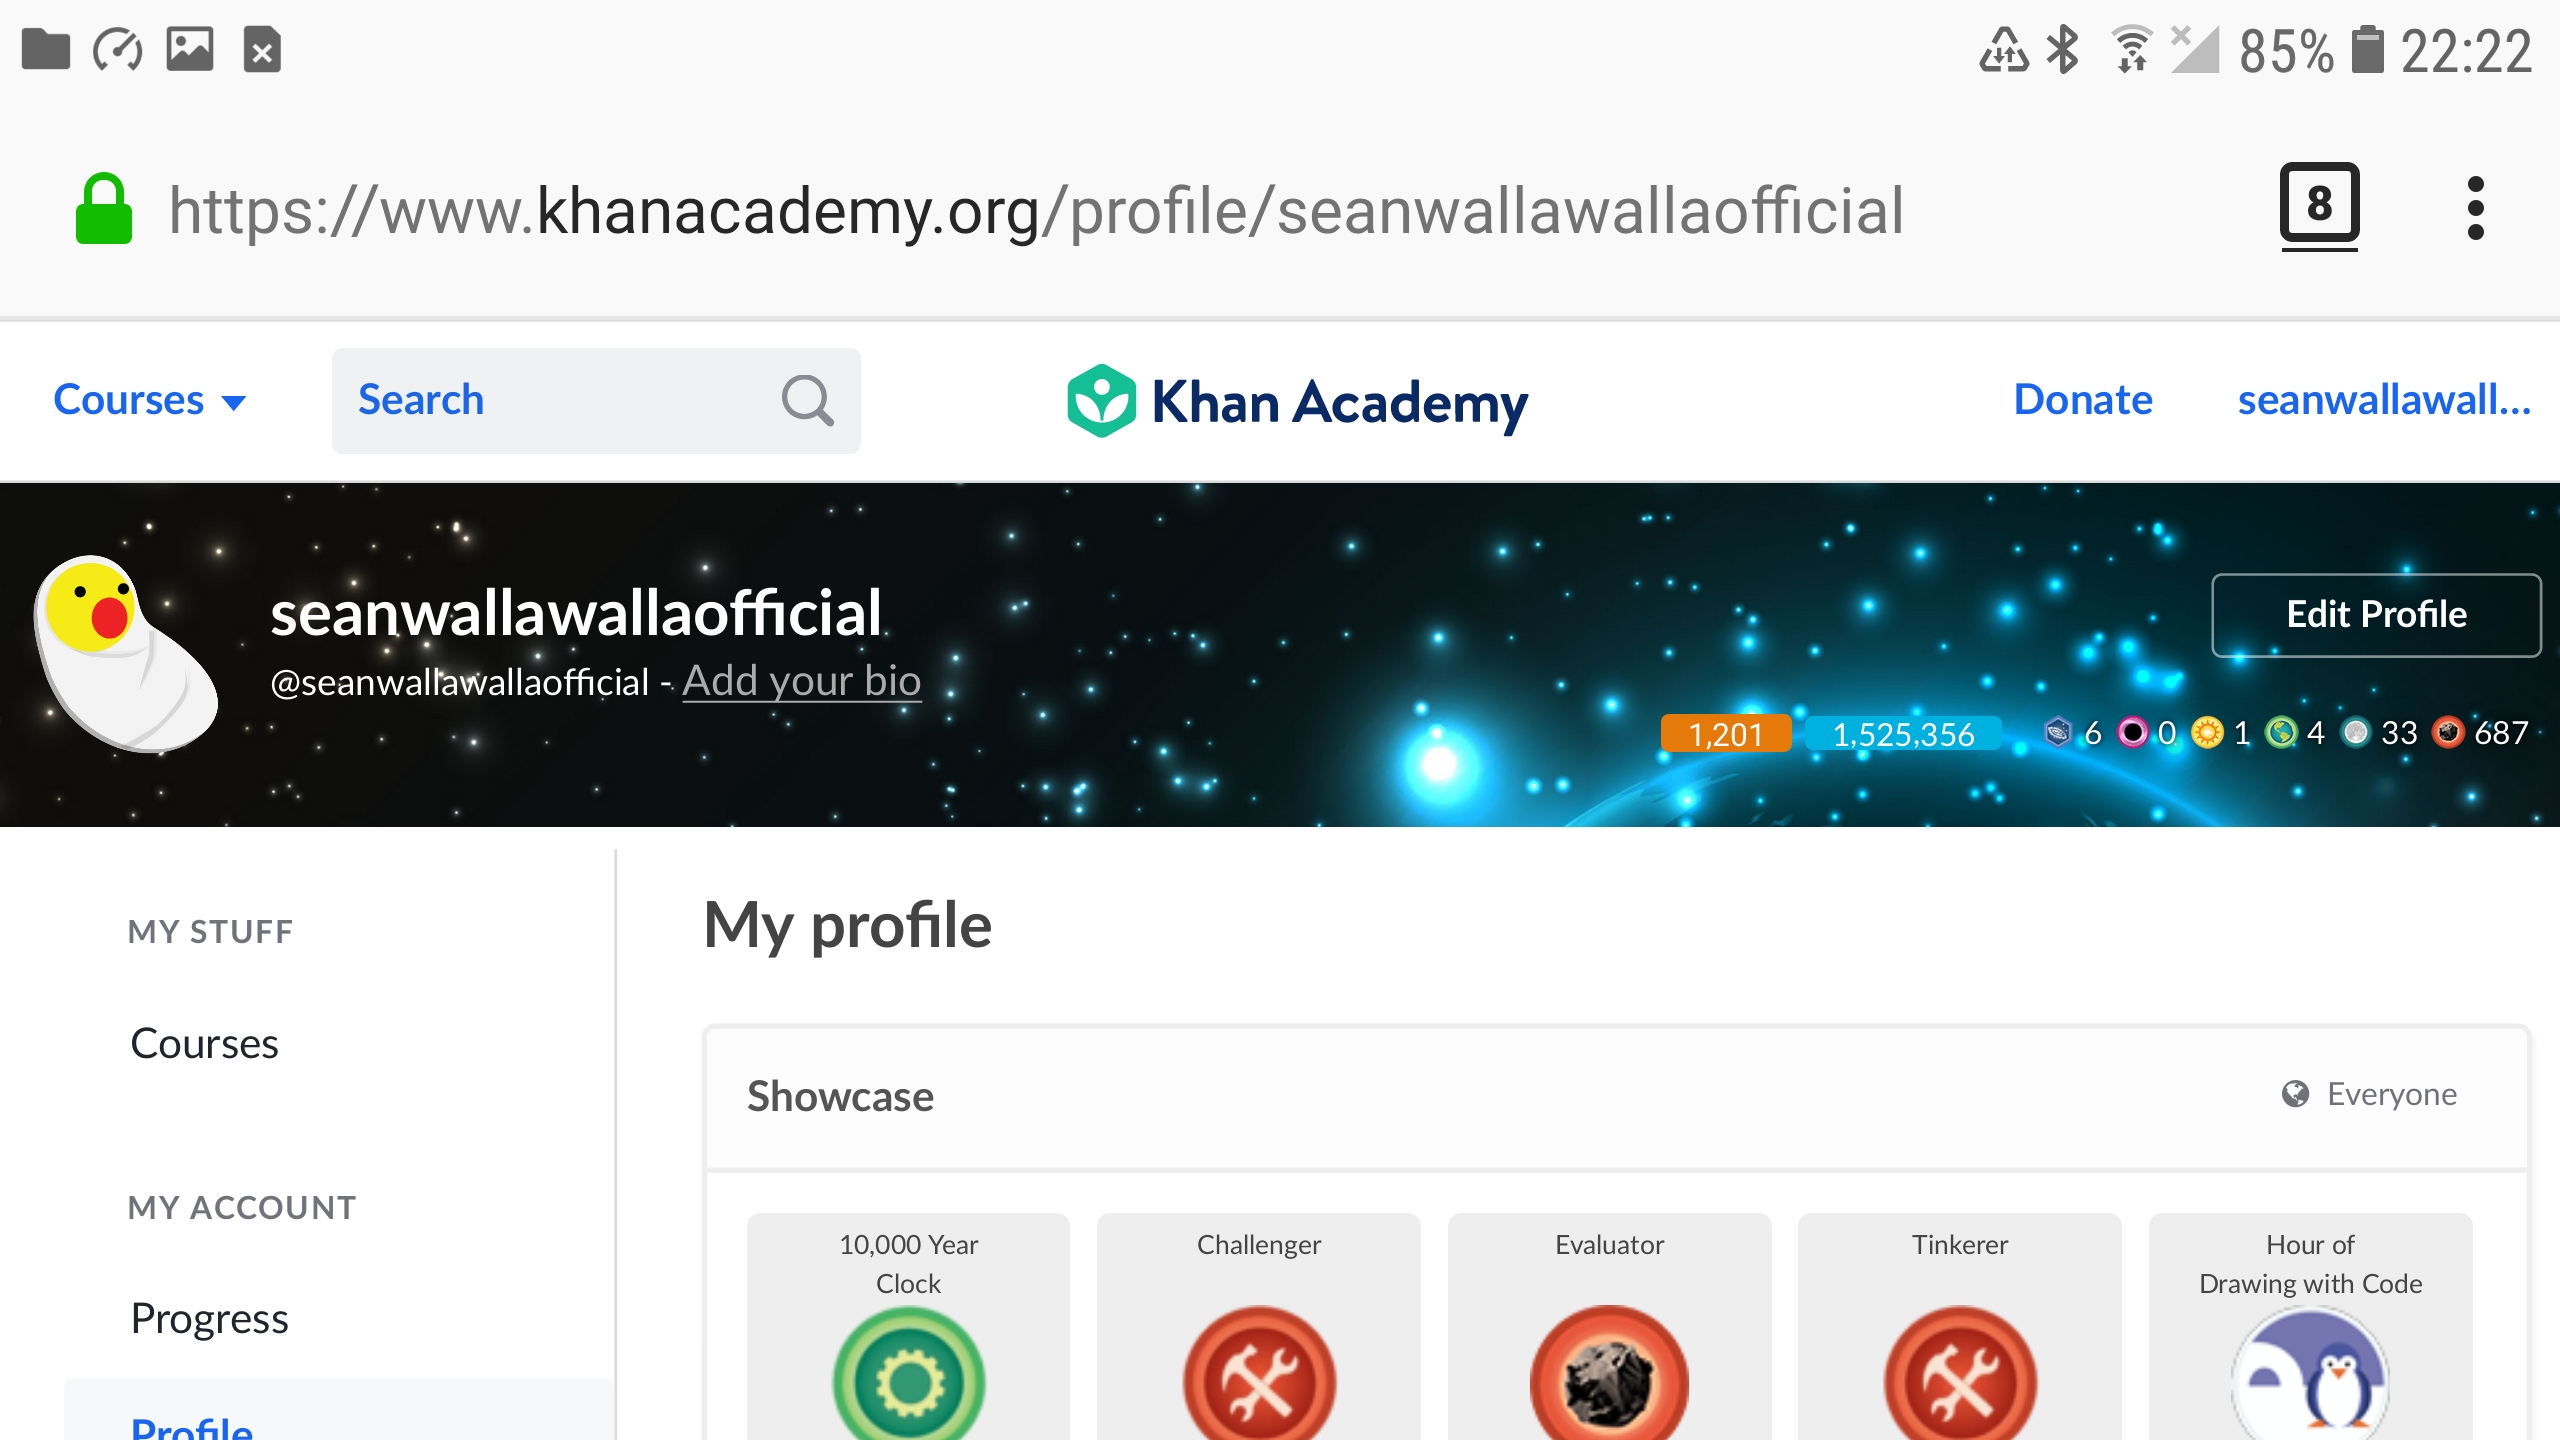 85% 22:22
https://www.khanacademy.org/profile/seanwallawallaofficial
8
Courses
Search
Khan Academy
Donate
seanwallawall...
seanwallawallaofficial
Edit Profile
@seanwallawallaofficial - Add your bio
1,201 1,525,356 6 0 1 4 33 687
MY STUFF
Courses
MY ACCOUNT
Progress
Profile
My profile
Showcase
Everyone
10,000 Year
Clock
Challenger
Evaluator
Tinkerer
Hour of
Drawing with Code